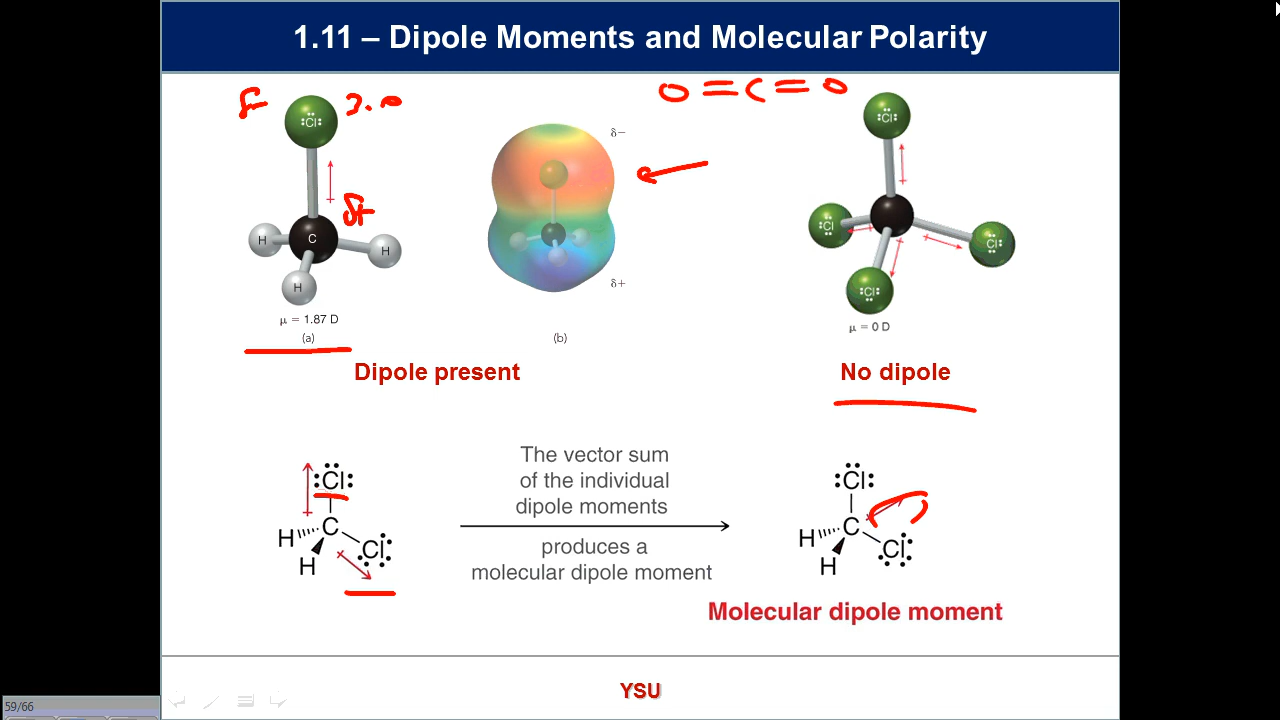 1.11 – Dipole Moments and Molecular Polarity
O = C = O
3.0
:Cl:
δ−
:Cl:
δ+
H
C
H
H
:Cl:
:Cl:
:Cl:
δ+
μ = 1.87 D
(a)
(b)
μ = 0 D
Dipole present
No dipole
:Cl:
H
C
H
Cl:
The vector sum
of the individual
dipole moments
produces a
molecular dipole moment
:Cl:
H
C
H
Cl:
Molecular dipole moment
YSU
59/66